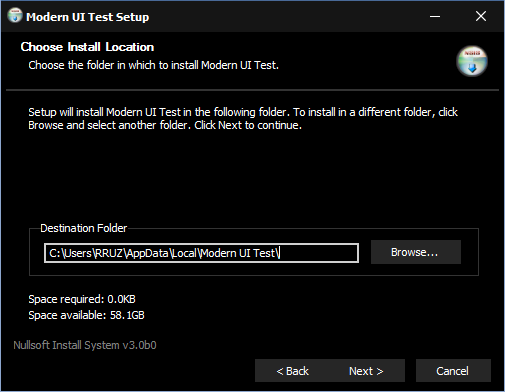 Modern UI Test Setup
Choose Install Location
Choose the folder in which to install Modern UI Test.
Setup will install Modern UI Test in the following folder. To install in a different folder, click
Browse and select another folder. Click Next to continue.
Destination Folder
C:\Users\RRUZ\AppData\Local\Modern UI Test\
Browse...
Space required: 0.0KB
Space available: 58.1GB
Nullsoft Install System v3.0b0
< Back
Next >
Cancel